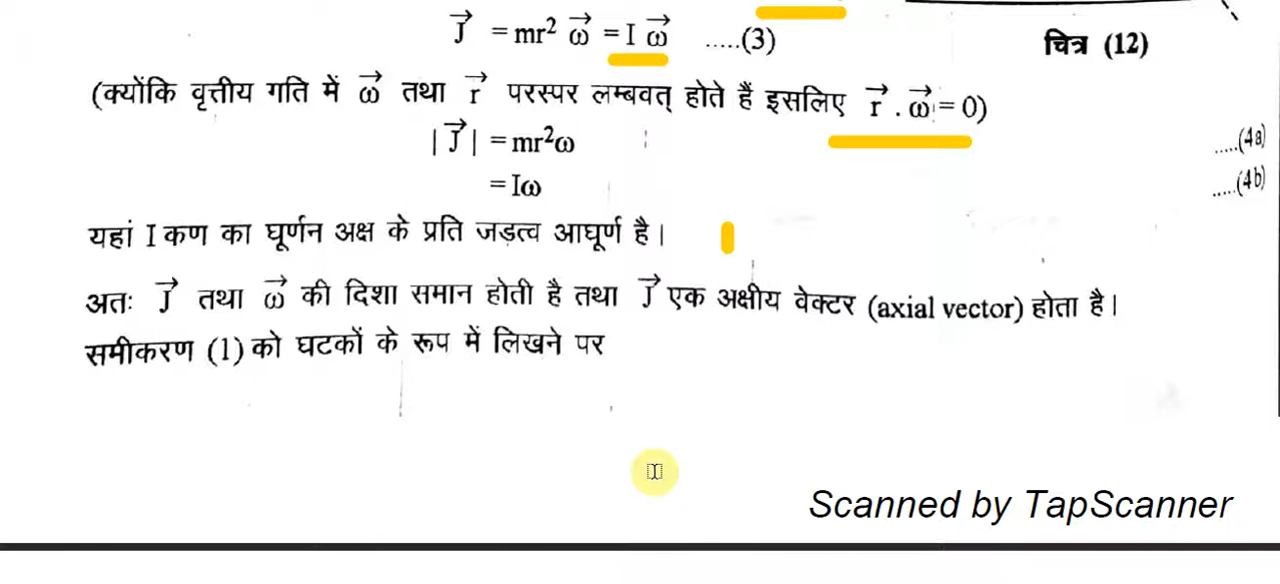 J⃗ = mr² ω⃗ = I ω⃗ .....(3)
चित्र (12)
(क्योंकि वृत्तीय गति में ω⃗ तथा r⃗ परस्पर लम्बवत् होते हैं इसलिए r⃗ . ω⃗ = 0)
| J⃗ | = mr²ω .....(4a)
= Iω .....(4b)
यहां I कण का घूर्णन अक्ष के प्रति जड़त्व आघूर्ण है।
अतः J⃗ तथा ω⃗ की दिशा समान होती है तथा J⃗ एक अक्षीय वेक्टर (axial vector) होता है।
समीकरण (1) को घटकों के रूप में लिखने पर
Scanned by TapScanner